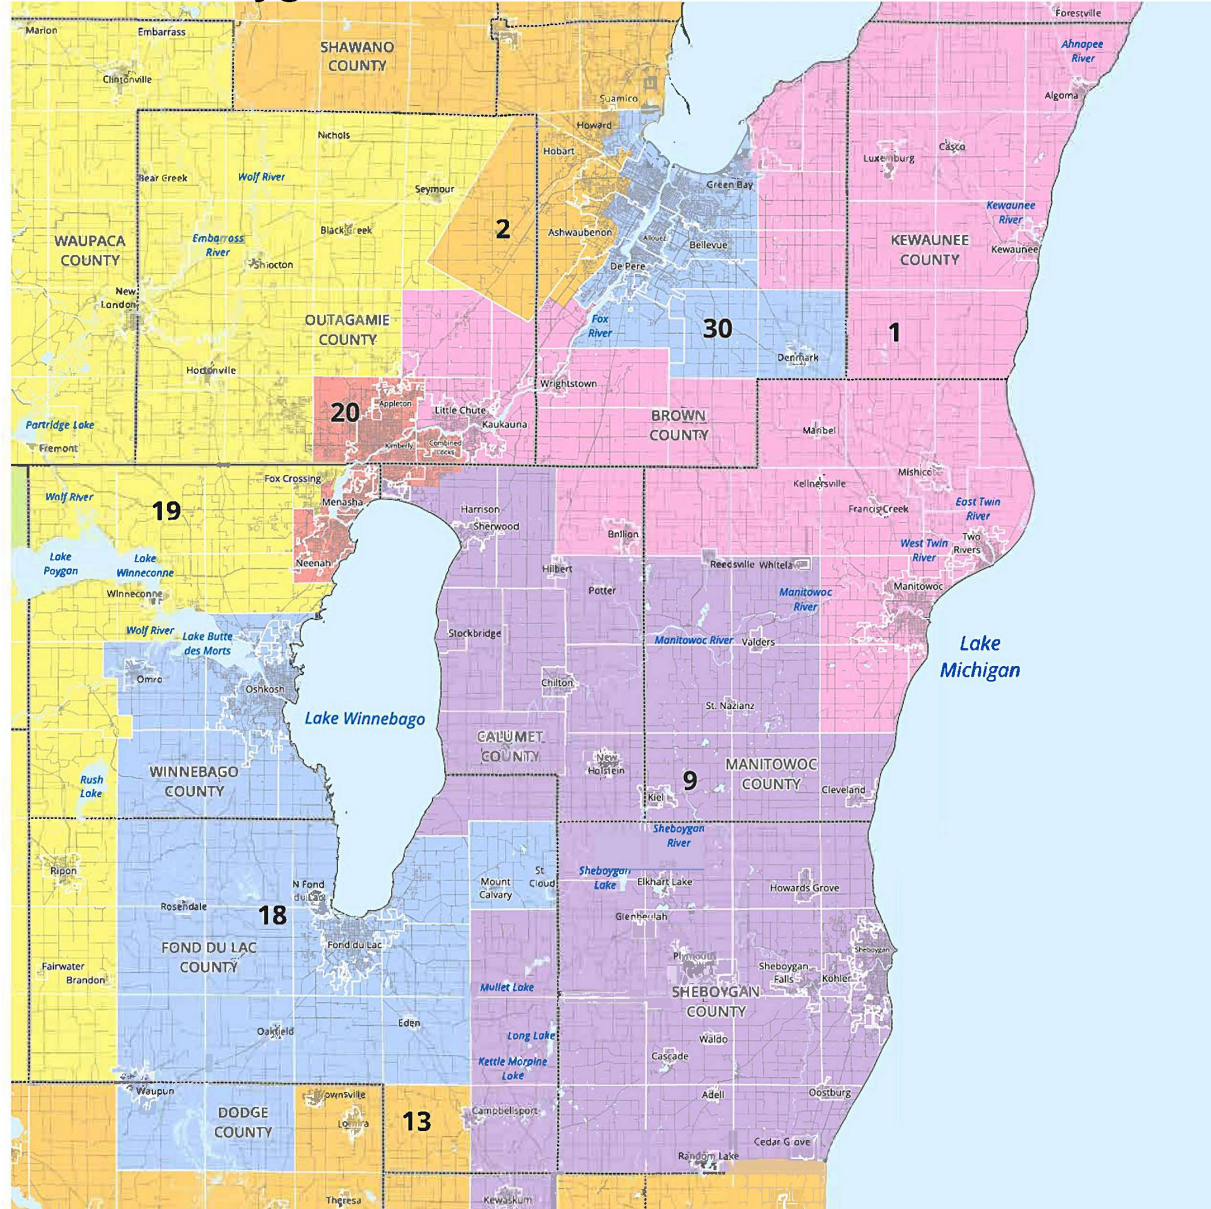 Forestville
Marion
Embarrass
SHAWANO
COUNTY
Ahnapee
River
Clintonville
Algoma
Suamico
Howard
Nichols
Hobart
Luxemburg
Casco
Bear Creek
Wolf River
Seymour
Green Bay
Kewaunee
River
2
Black Creek
Ashwaubenon
Allouez
Bellevue
WAUPACA
COUNTY
Embarrass
River
KEWAUNEE
COUNTY
Kewaunee
Shiocton
De Pere
New
London
OUTAGAMIE
COUNTY
Fox
River
30
1
Denmark
Hortonville
Wrightstown
20
Appleton
Little Chute
Kaukauna
BROWN
COUNTY
Partridge Lake
Fremont
Kimberly
Combined
Locks
Maribel
Fox Crossing
Mishicot
Kellnersville
Wolf River
19
Menasha
Harrison
Sherwood
Francis Creek
East Twin
River
Neenah
Brillion
West Twin
River
Two
Rivers
Lake
Poygan
Lake
Winneconne
Hilbert
Reedsville
Whitelaw
Winneconne
Potter
Manitowoc
River
Manitowoc
Wolf River
Lake Butte
des Morts
Stockbridge
Manitowoc River
Valders
Lake
Michigan
Omro
Oshkosh
Chilton
St. Nazianz
Lake Winnebago
CALUMET
COUNTY
WINNEBAGO
COUNTY
New
Holstein
9
MANITOWOC
COUNTY
Rush
Lake
Kiel
Cleveland
Sheboygan
River
Ripon
N Fond
du Lac
Mount
Calvary
St
Cloud
Sheboygan
Lake
Elkhart Lake
Howards Grove
Rosendale
18
Glenbeulah
FOND DU LAC
COUNTY
Fond du Lac
Plymouth
Sheboygan
Fairwater
Brandon
Mullet Lake
Sheboygan
Falls
Kohler
SHEBOYGAN
COUNTY
Oakfield
Eden
Long Lake
Waldo
Kettle Moraine
Lake
Cascade
Waupun
Brownsville
Adell
Oostburg
DODGE
COUNTY
Lomira
13
Campbellsport
Cedar Grove
Random Lake
Theresa
Kewaskum